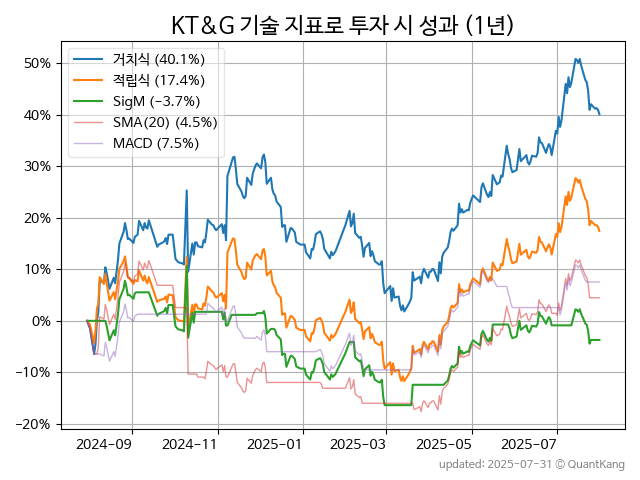 KT&G 기술 지표로 투자 시 성과 (1년)
거치식 (40.1%)
적립식 (17.4%)
SigM (−3.7%)
SMA(20) (4.5%)
MACD (7.5%)
50%
40%
30%
20%
10%
0%
−10%
−20%
2024-09 2024-11 2025-01 2025-03 2025-05 2025-07
updated: 2025-07-31 © QuantKang